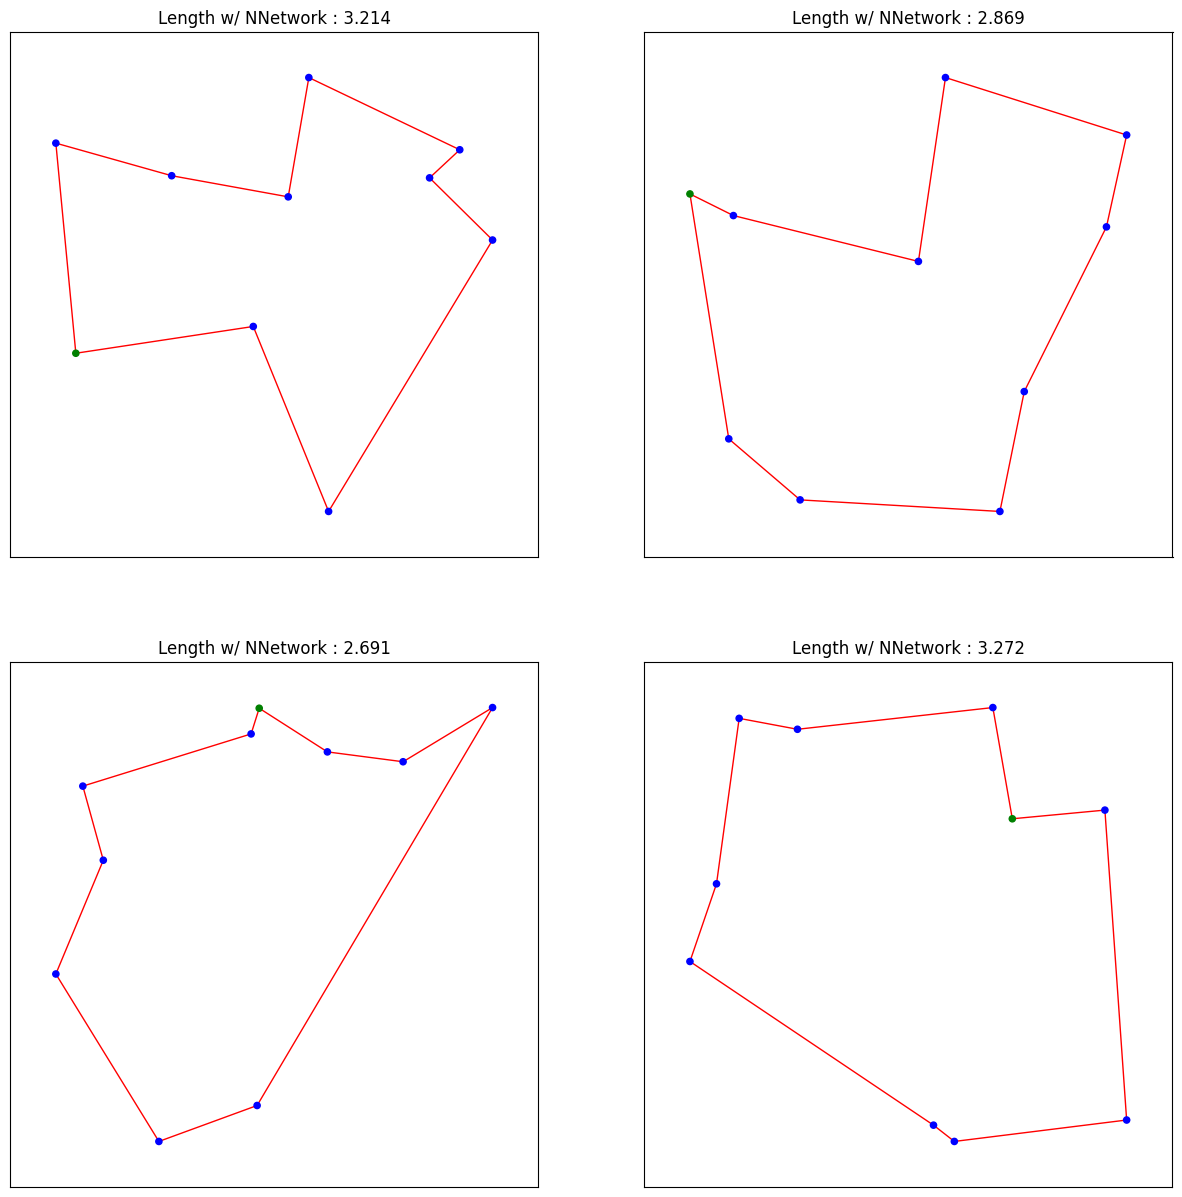 Length w/ NNetwork : 3.214
Length w/ NNetwork : 2.869
Length w/ NNetwork : 2.691
Length w/ NNetwork : 3.272